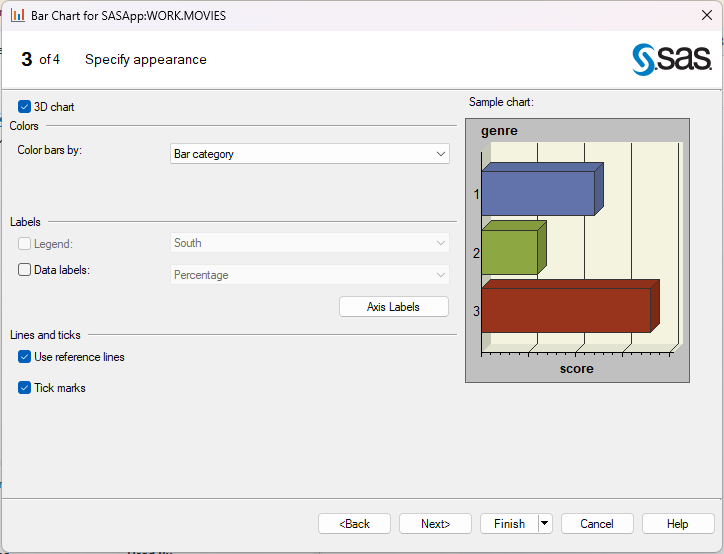 Bar Chart for SASApp:WORK.MOVIES
3 of 4 Specify appearance
sas.
3D chart
Colors
Color bars by: Bar category
Labels
Legend: South
Data labels: Percentage
Axis Labels
Lines and ticks
Use reference lines
Tick marks
Sample chart:
genre
1
2
3
score
<Back Next> Finish Cancel Help